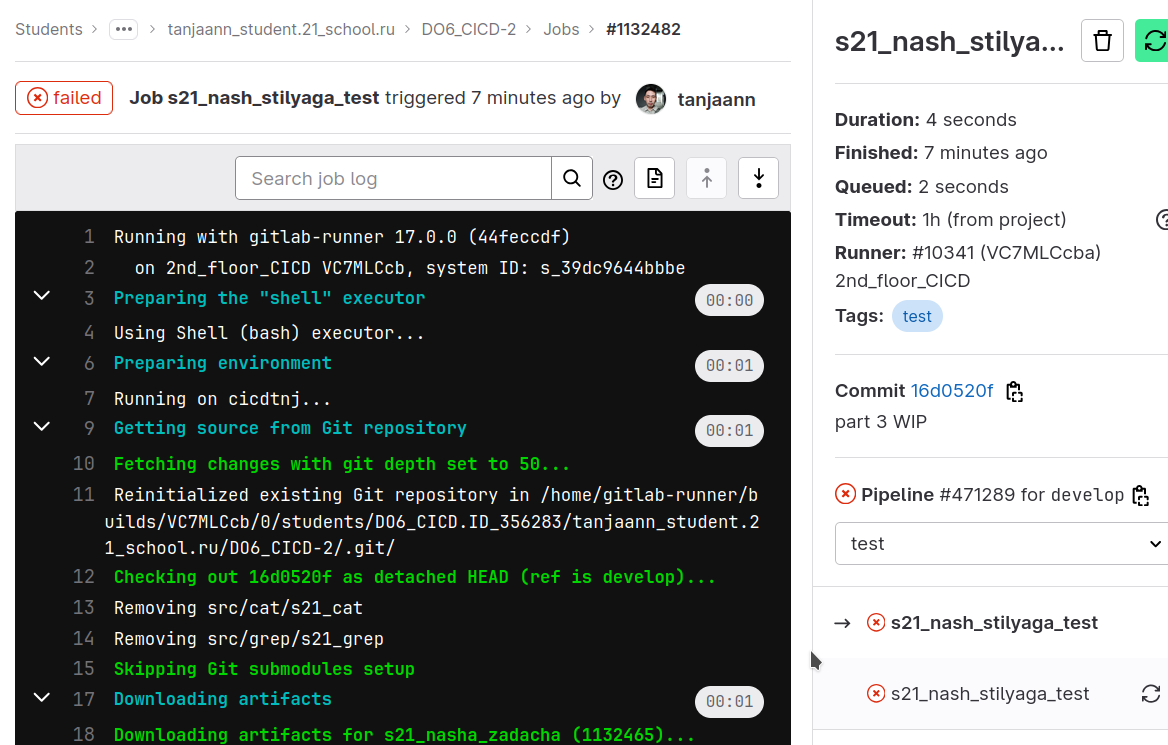 Students > ... > tanjaann_student.21_school.ru > DO6_CICD-2 > Jobs > #1132482
failed Job s21_nash_stilyaga_test triggered 7 minutes ago by tanjaann
Search job log
1 Running with gitlab-runner 17.0.0 (44feccdf)
2 on 2nd_floor_CICD VC7MLCcb, system ID: s_39dc9644bbbe
3 Preparing the "shell" executor 00:00
4 Using Shell (bash) executor...
6 Preparing environment 00:01
7 Running on cicdtnj...
9 Getting source from Git repository 00:01
10 Fetching changes with git depth set to 50...
11 Reinitialized existing Git repository in /home/gitlab-runner/b
uilds/VC7MLCcb/0/students/DO6_CICD.ID_356283/tanjaann_student.2
1_school.ru/DO6_CICD-2/.git/
12 Checking out 16d0520f as detached HEAD (ref is develop)...
13 Removing src/cat/s21_cat
14 Removing src/grep/s21_grep
15 Skipping Git submodules setup
17 Downloading artifacts 00:01
18 Downloading artifacts for s21_nasha_zadacha (1132465)...
s21_nash_stilya...
Duration: 4 seconds
Finished: 7 minutes ago
Queued: 2 seconds
Timeout: 1h (from project)
Runner: #10341 (VC7MLCcba)
2nd_floor_CICD
Tags: test
Commit 16d0520f
part 3 WIP
Pipeline #471289 for develop
test
→ s21_nash_stilyaga_test
s21_nash_stilyaga_test